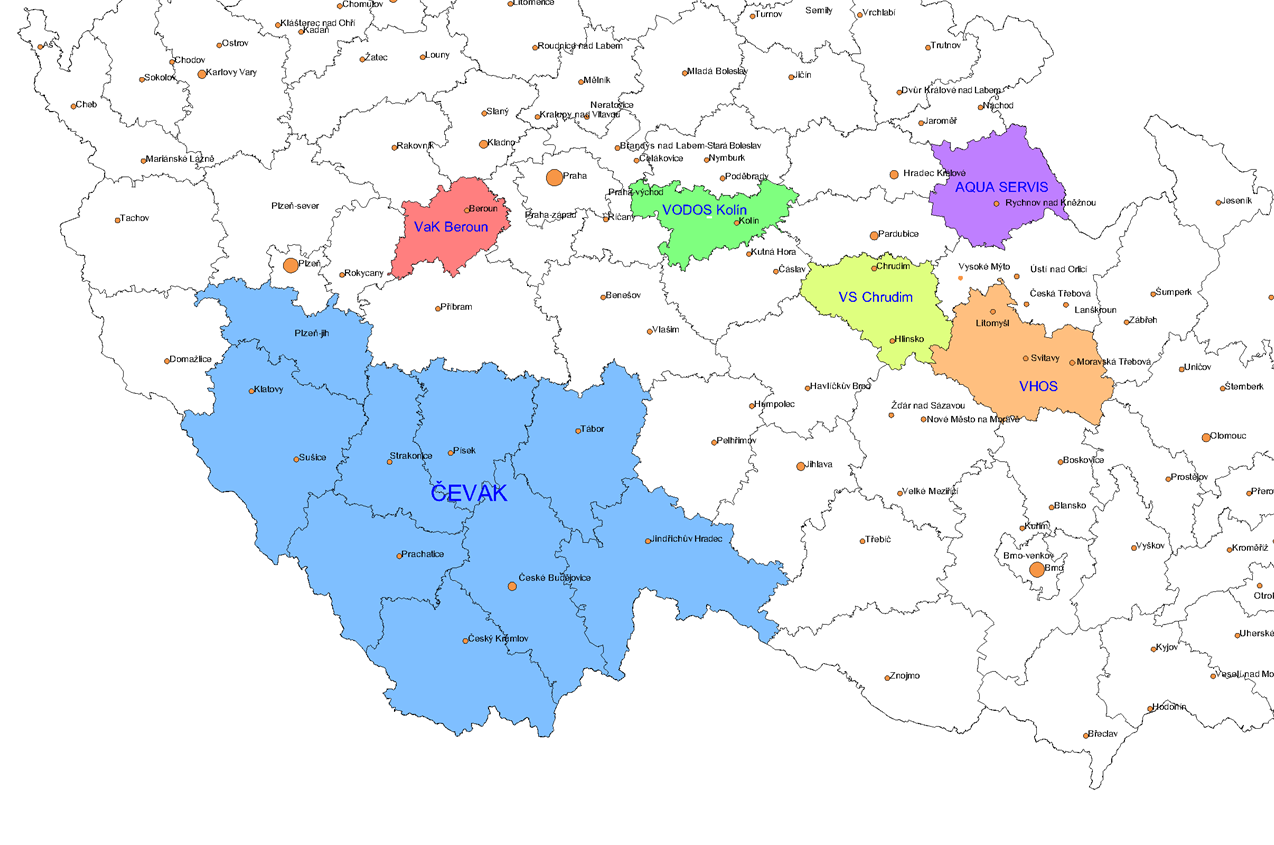 Chomutov
Litoměřice
Turnov
Semily
Vrchlabí
Klášterec nad Ohří
Kadaň
Aš
Ostrov
Žatec
Louny
Roudnice nad Labem
Trutnov
Chodov
Sokolov
Karlovy Vary
Mělník
Mladá Boleslav
Jičín
Dvůr Králové nad Labem
Cheb
Neratovice
Náchod
Slaný
Kralupy nad Vltavou
Jaroměř
Rakovník
Kladno
Brandýs nad Labem-Stará Boleslav
Mariánské Lázně
Čelákovice
Nymburk
Praha
Poděbrady
Hradec Králové
AQUA SERVIS
Praha-východ
Rychnov nad Kněžnou
Jeseník
Plzeň-sever
Beroun
VODOS Kolín
Tachov
Praha-západ
Říčany
Kolín
VaK Beroun
Pardubice
Kutná Hora
Plzeň
Rokycany
Čáslav
Chrudim
Vysoké Mýto
Ústí nad Orlicí
Benešov
VS Chrudim
Česká Třebová
Šumperk
Příbram
Lanškroun
Litomyšl
Zábřeh
Plzeň-jih
Vlašim
Hlinsko
Domažlice
Svitavy
Moravská Třebová
Uničov
Klatovy
Havlíčkův Brod
VHOS
Šternberk
Humpolec
Žďár nad Sázavou
Nové Město na Moravě
Tábor
Pelhřimov
Olomouc
Sušice
Strakonice
Písek
Jihlava
Boskovice
ČEVAK
Velké Meziříčí
Prostějov
Přero
Blansko
Kuřim
Jindřichův Hradec
Třebíč
Vyškov
Kroměříž
Prachatice
Brno-venkov
Brno
České Budějovice
Otrok
Český Krumlov
Uherské
Kyjov
Znojmo
Veselí nad Mo
Hodonín
Břeclav